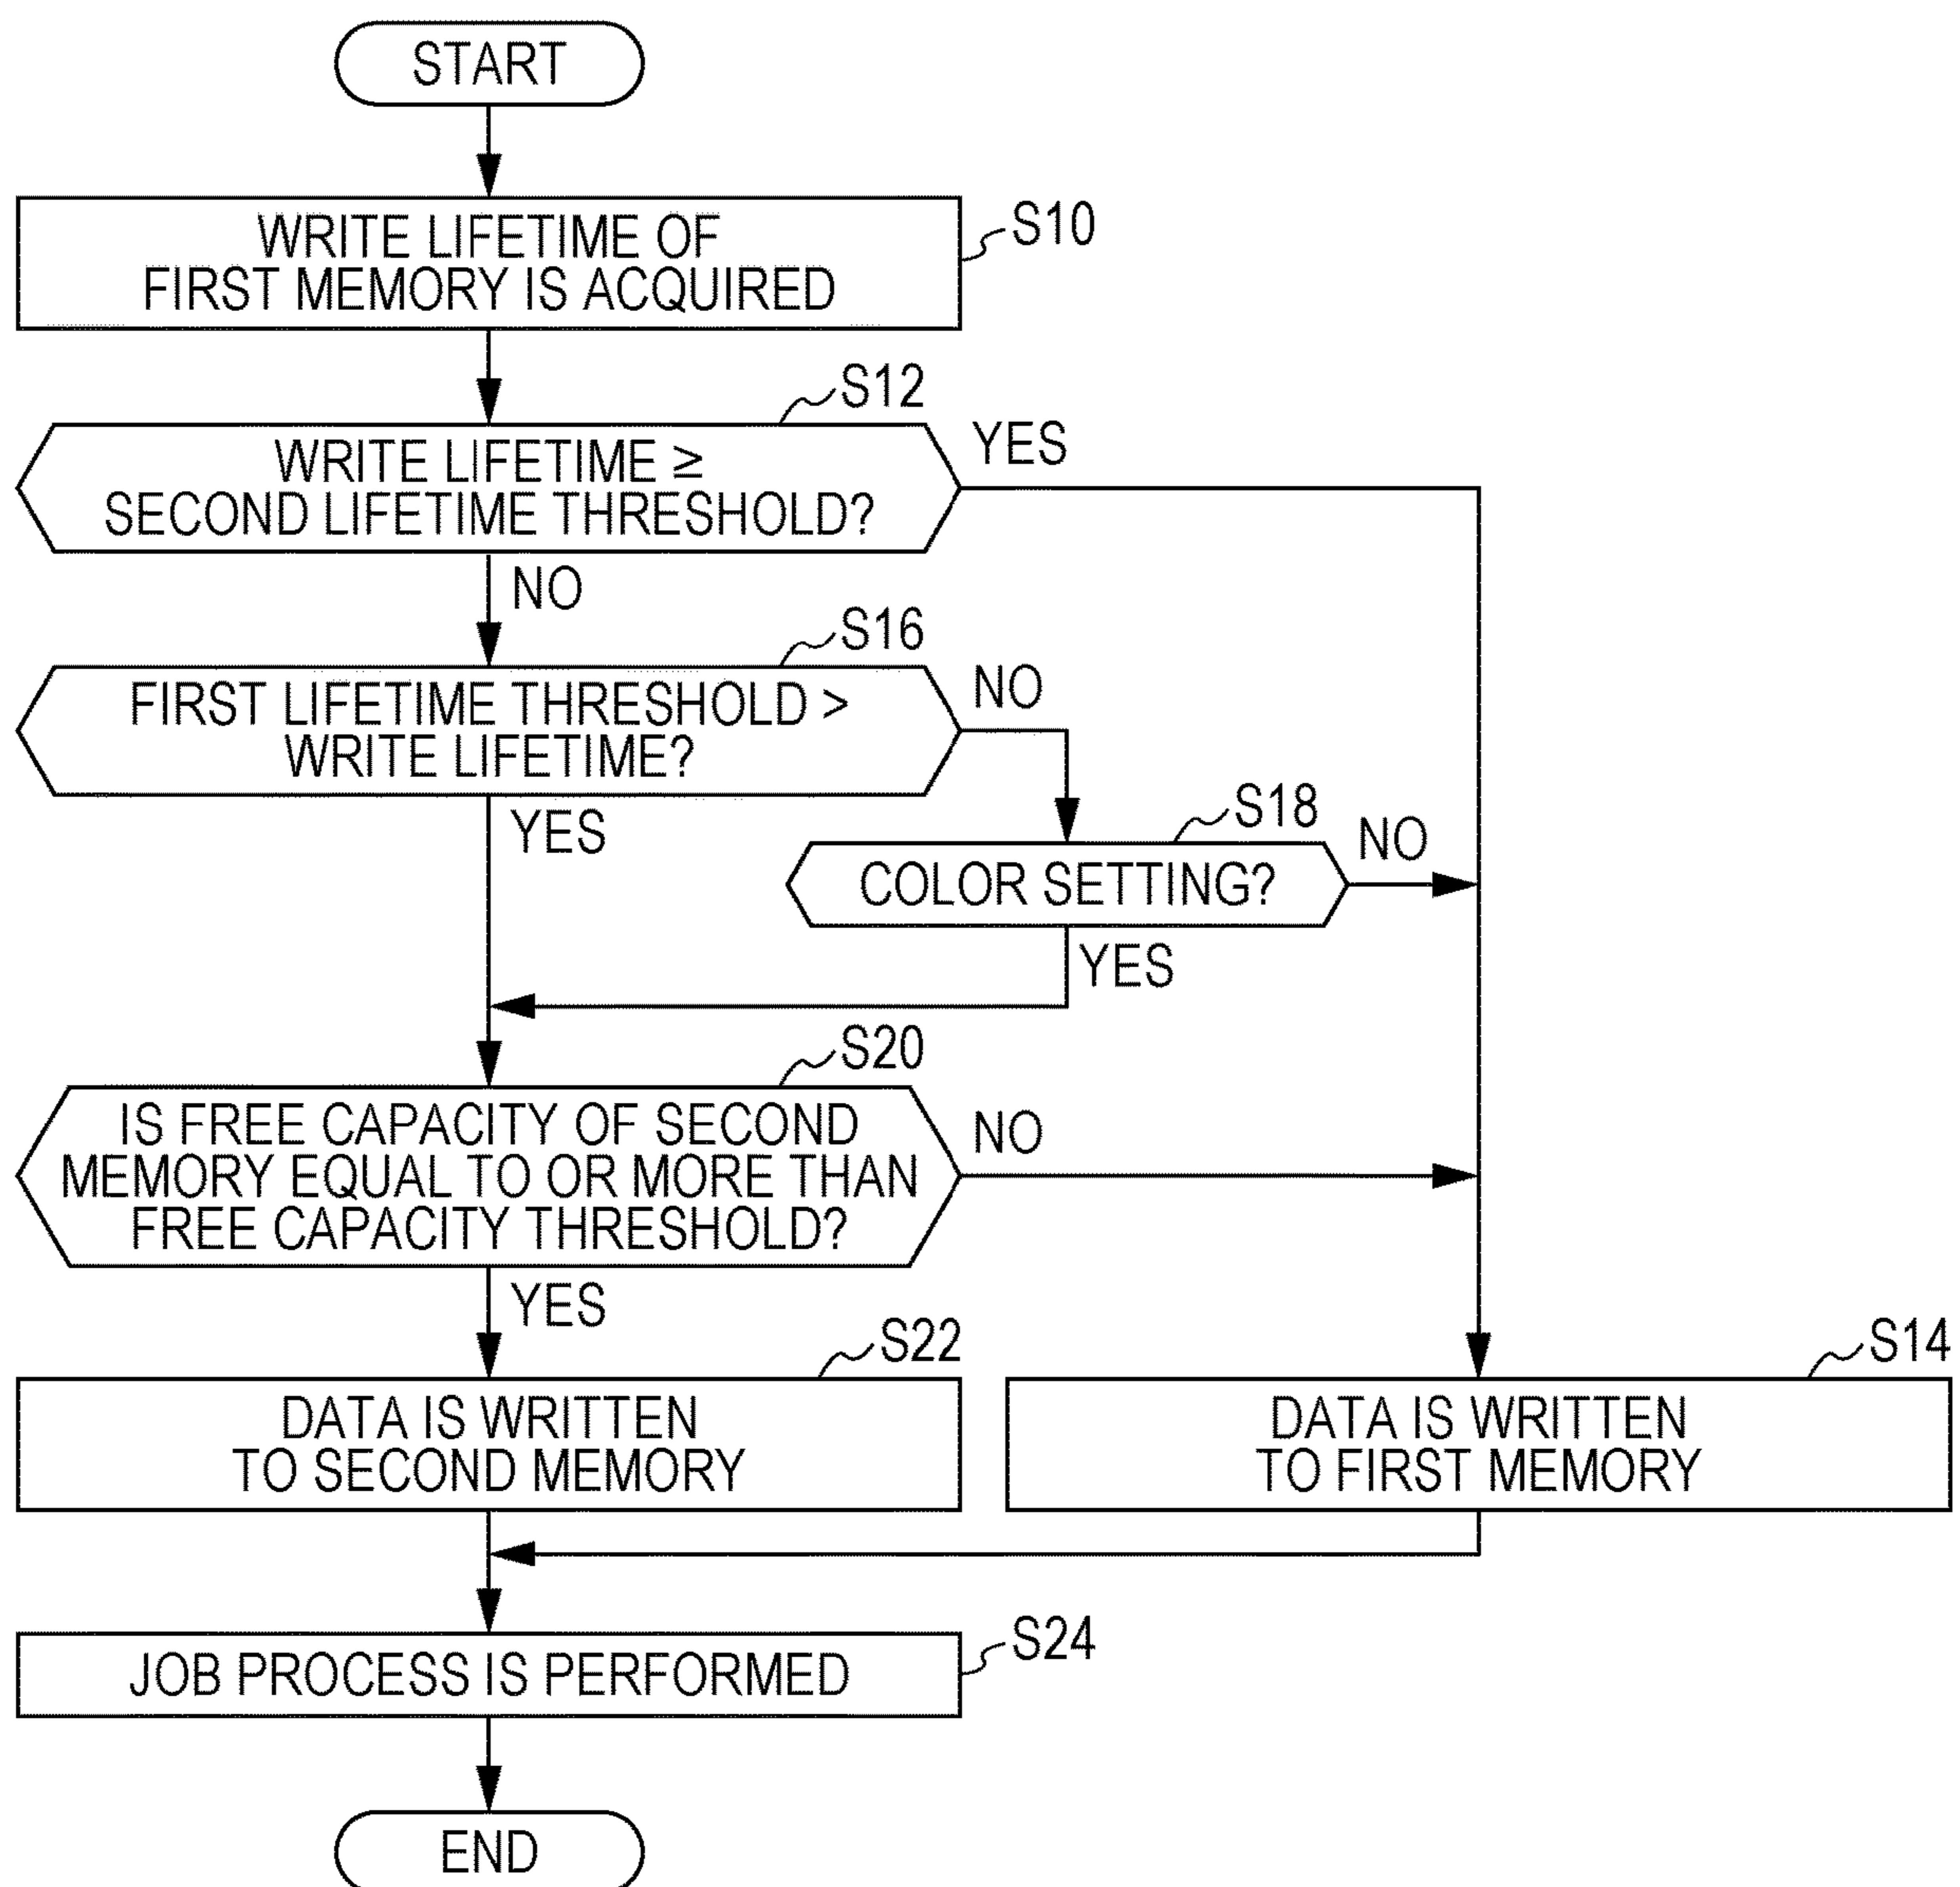 START
WRITE LIFETIME OF
FIRST MEMORY IS ACQUIRED
S10
S12
WRITE LIFETIME ≥
SECOND LIFETIME THRESHOLD?
YES
NO
S16
FIRST LIFETIME THRESHOLD >
WRITE LIFETIME?
NO
YES
S18
COLOR SETTING?
NO
YES
S20
IS FREE CAPACITY OF SECOND
MEMORY EQUAL TO OR MORE THAN
FREE CAPACITY THRESHOLD?
NO
YES
S22
DATA IS WRITTEN
TO SECOND MEMORY
S14
DATA IS WRITTEN
TO FIRST MEMORY
S24
JOB PROCESS IS PERFORMED
END